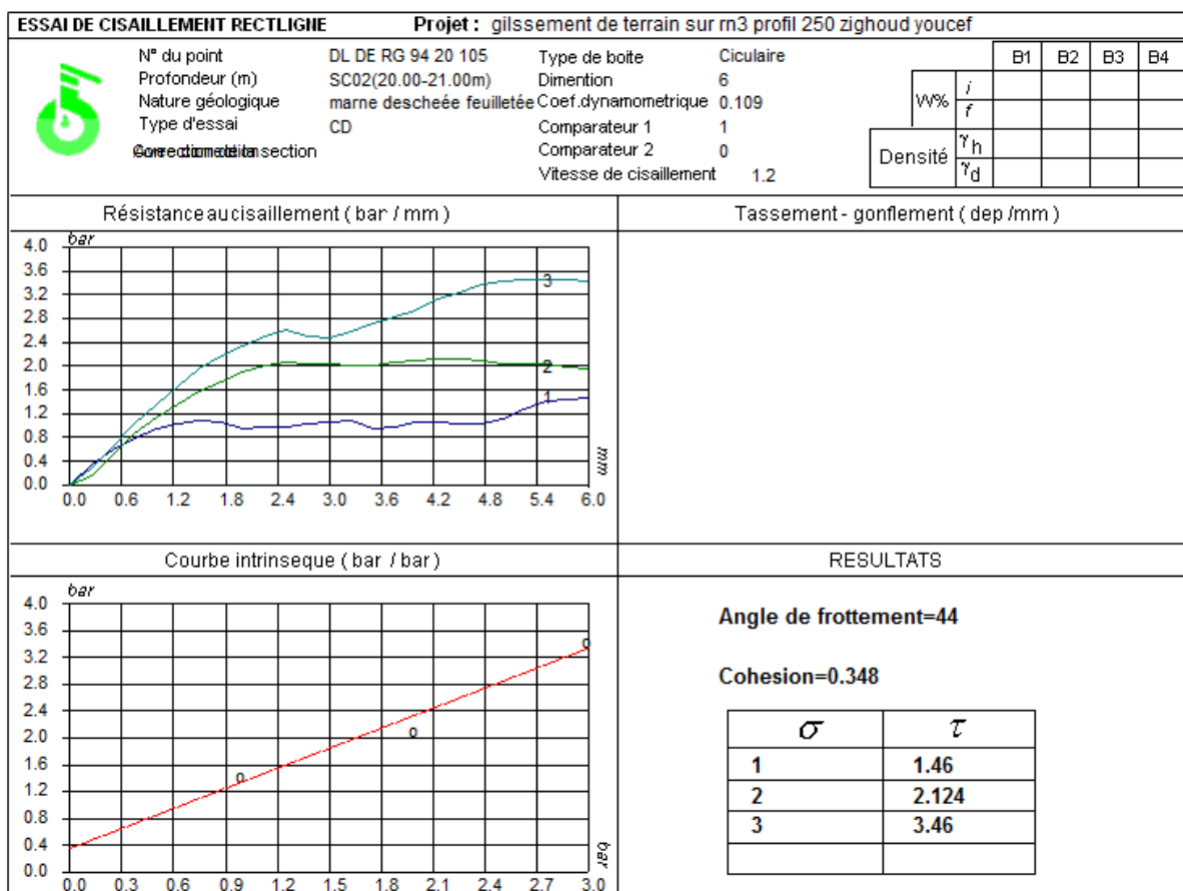 ESSAI DE CISAILLEMENT RECTLIGNE Projet : gilssement de terrain sur rn3 profil 250 zighoud youcef
N° du point DL DE RG 94 20 105
Profondeur (m) SC02(20.00-21.00m)
Nature géologique marne descheée feuilletée
Type d'essai CD
Correction de la section
Type de boite Ciculaire
Dimention 6
Coef.dynamometrique 0.109
Comparateur 1 1
Comparateur 2 0
Vitesse de cisaillement 1.2
B1 B2 B3 B4
W% i
f
Densité γh
γd
Résistance au cisaillement ( bar / mm )
bar
4.0
3.6
3.2
2.8
2.4
2.0
1.6
1.2
0.8
0.4
0.0
3
2
1
mm
0.0 0.6 1.2 1.8 2.4 3.0 3.6 4.2 4.8 5.4 6.0
Tassement - gonflement ( dep /mm )
Courbe intrinseque ( bar / bar )
bar
4.0
3.6
3.2
2.8
2.4
2.0
1.6
1.2
0.8
0.4
0.0
0
0
0
bar
0.0 0.3 0.6 0.9 1.2 1.5 1.8 2.1 2.4 2.7 3.0
RESULTATS
Angle de frottement=44
Cohesion=0.348
σ τ
1 1.46
2 2.124
3 3.46